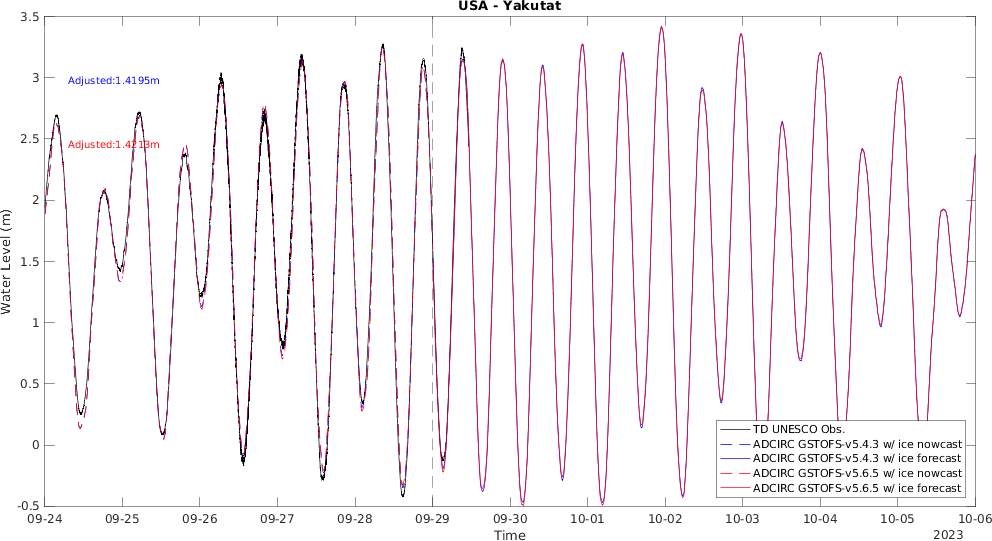 USA - Yakutat
3.5
3
2.5
2
1.5
1
0.5
0
-0.5
Water Level (m)
Adjusted:1.4195m
Adjusted:1.4213m
TD UNESCO Obs.
ADCIRC GSTOFS-v5.4.3 w/ ice nowcast
ADCIRC GSTOFS-v5.4.3 w/ ice forecast
ADCIRC GSTOFS-v5.6.5 w/ ice nowcast
ADCIRC GSTOFS-v5.6.5 w/ ice forecast
09-24 09-25 09-26 09-27 09-28 09-29 09-30 10-01 10-02 10-03 10-04 10-05 10-06
Time
2023